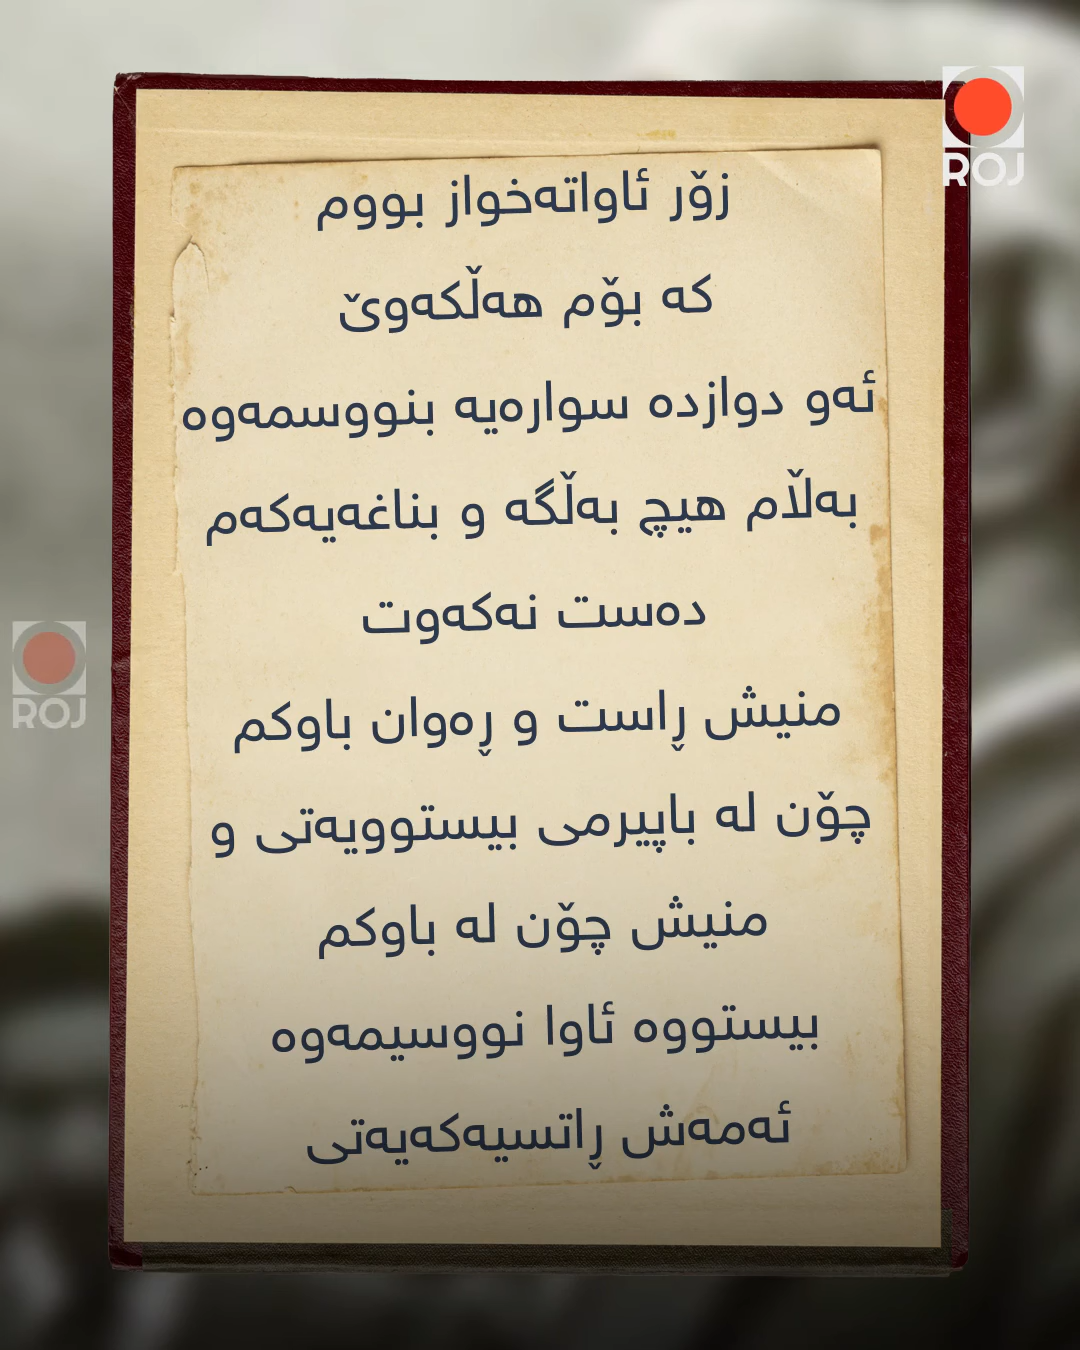 ROJ
زۆر ئاواتەخواز بووم
کە بۆم هەڵکەوێ
ئەو دوازدە سوارەیە بنووسمەوە
بەڵام هیچ بەڵگە و بناغەیەکەم
دەست نەکەوت
منیش ڕاست و ڕەوان باوکم
چۆن لە باپیرمی بیستوویەتی و
منیش چۆن لە باوکم
بیستووە ئاوا نووسیمەوە
ئەمەش ڕاتسیەکەیەتی
ROJ